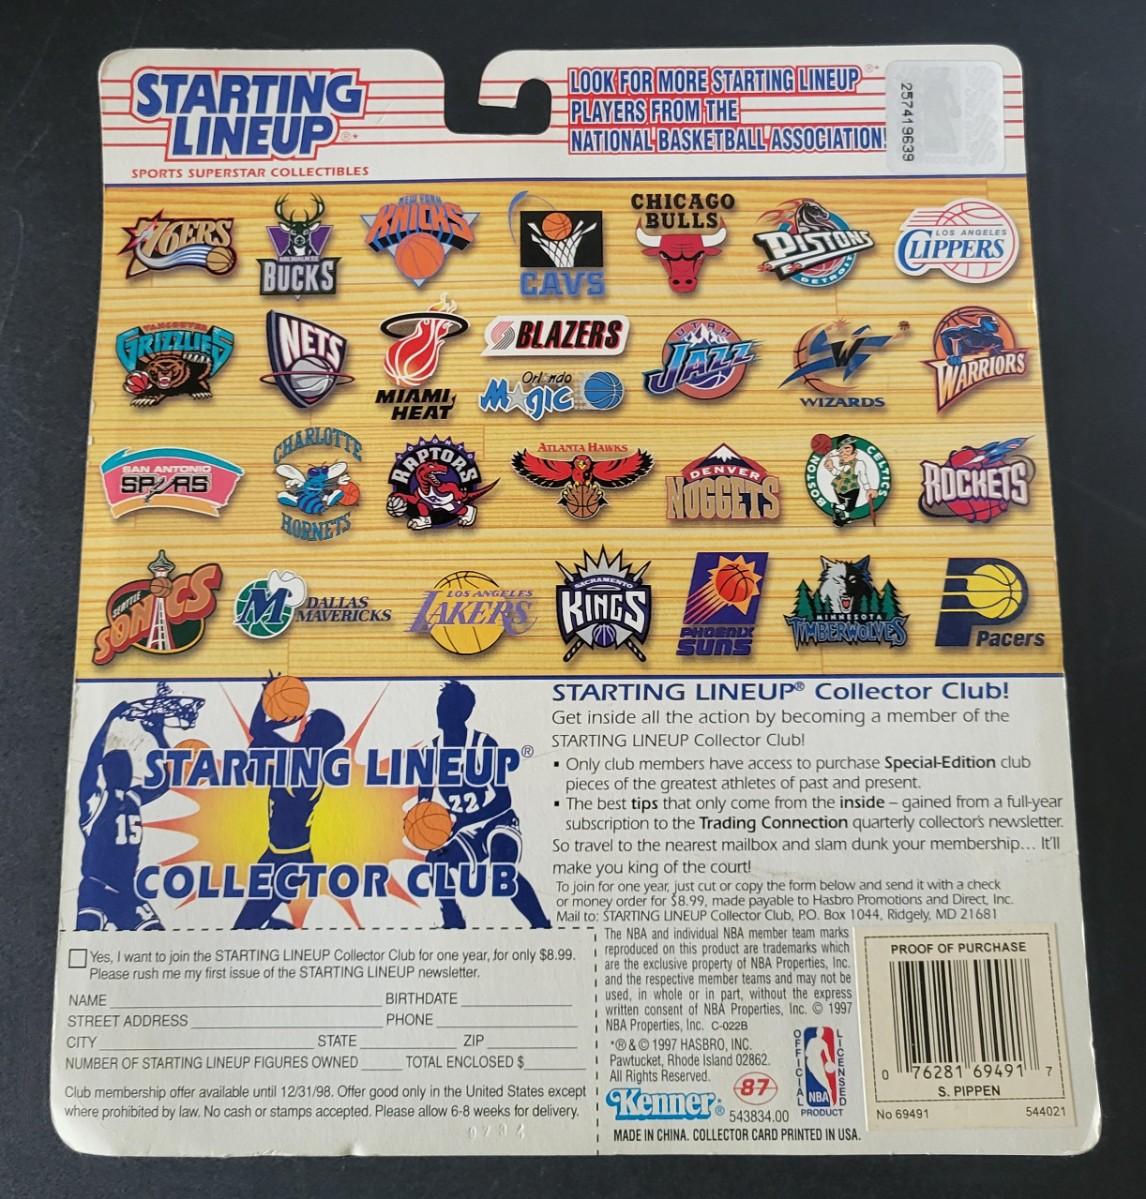 STARTING
LINEUP®*
SPORTS SUPERSTAR COLLECTIBLES
LOOK FOR MORE STARTING LINEUP®*
PLAYERS FROM THE
NATIONAL BASKETBALL ASSOCIATION!
257419639
76ERS
MILWAUKEE
BUCKS
NEW YORK
KNICKS
CAVS
CHICAGO
BULLS
PISTONS
DETROIT
LOS ANGELES
CLIPPERS
VANCOUVER
GRIZZLIES
NETS
MIAMI
HEAT
BLAZERS
Orlando
Magic
UTAH
JAZZ
W
WIZARDS
WARRIORS
SAN ANTONIO
SPURS
CHARLOTTE
HORNETS
RAPTORS
ATLANTA HAWKS
DENVER
NUGGETS
BOSTON
CELTICS
ROCKETS
SEATTLE
SONICS
M
DALLAS
MAVERICKS
LOS ANGELES
LAKERS
SACRAMENTO
KINGS
PHOENIX
SUNS
MINNESOTA
TIMBERWOLVES
Pacers
STARTING LINEUP®
COLLECTOR CLUB
15
22
STARTING LINEUP® Collector Club!
Get inside all the action by becoming a member of the
STARTING LINEUP Collector Club!
▪ Only club members have access to purchase Special-Edition club
pieces of the greatest athletes of past and present.
▪ The best tips that only come from the inside – gained from a full-year
subscription to the Trading Connection quarterly collector's newsletter.
So travel to the nearest mailbox and slam dunk your membership... It'll
make you king of the court!
To join for one year, just cut or copy the form below and send it with a check
or money order for $8.99, made payable to Hasbro Promotions and Direct, Inc.
Mail to: STARTING LINEUP Collector Club, P.O. Box 1044, Ridgely, MD 21681
Yes, I want to join the STARTING LINEUP Collector Club for one year, for only $8.99.
Please rush me my first issue of the STARTING LINEUP newsletter.
NAME BIRTHDATE
STREET ADDRESS PHONE
CITY STATE ZIP
NUMBER OF STARTING LINEUP FIGURES OWNED TOTAL ENCLOSED $
Club membership offer available until 12/31/98. Offer good only in the United States except
where prohibited by law. No cash or stamps accepted. Please allow 6-8 weeks for delivery.
The NBA and individual NBA member team marks
reproduced on this product are trademarks which
are the exclusive property of NBA Properties, Inc.
and the respective member teams and may not be
used, in whole or in part, without the express
written consent of NBA Properties, Inc. © 1997
NBA Properties, Inc. C-022B
*® & © 1997 HASBRO, INC.
Pawtucket, Rhode Island 02862.
All Rights Reserved.
87
Kenner®
543834.00
OFFICIAL
LICENSED
NBA
PRODUCT
MADE IN CHINA. COLLECTOR CARD PRINTED IN USA.
PROOF OF PURCHASE
0 76281 69491 7
S. PIPPEN
No 69491 544021